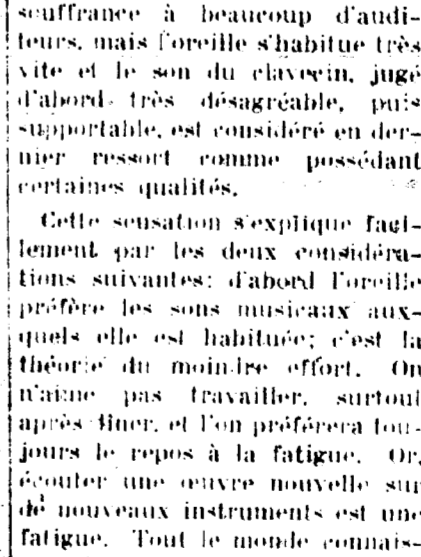 souffrance à beaucoup d'audi-
teurs, mais l'oreille s'habitue très
vite et le son du clavecin, jugé
d'abord très désagréable, puis
supportable, est considéré en der-
nier ressort comme possédant
certaines qualités.
Cette sensation s'explique faci-
lement par les deux considéra-
tions suivantes: d'abord l'oreille
préfère les sons musicaux aux-
quels elle est habituée; c'est la
théorie du moindre effort. On
n'aime pas travailler, surtout
après dîner, et l'on préférera tou-
jours le repos à la fatigue. Or,
écouter une œuvre nouvelle sur
de nouveaux instruments est une
fatigue. Tout le monde connais-